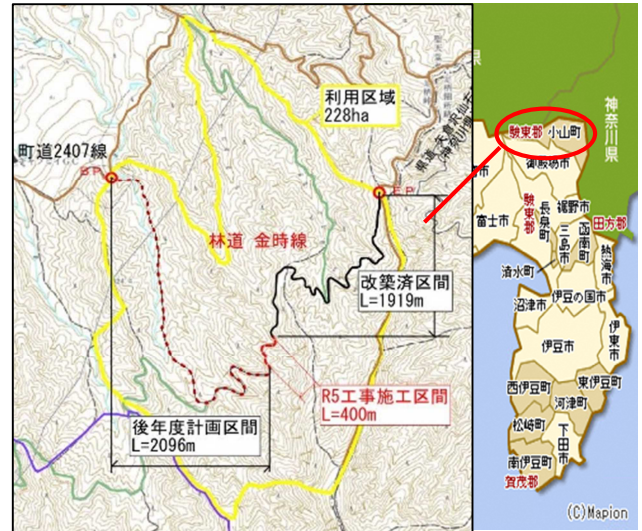 利用区域
228ha
町道2407線
BP
EP
林道 金時線
改築済区間
L=1919m
R5工事施工区間
L=400m
後年度計画区間
L=2096m
神奈川県
駿東郡
小山町
御殿場市
駿東郡
長泉町
裾野市
富士市
三島市
函南町
田方郡
清水町
熱海市
沼津市
伊豆の国市
伊東市
伊豆市
西伊豆町
東伊豆町
河津町
松崎町
下田市
南伊豆町
賀茂郡
(C)Mapion